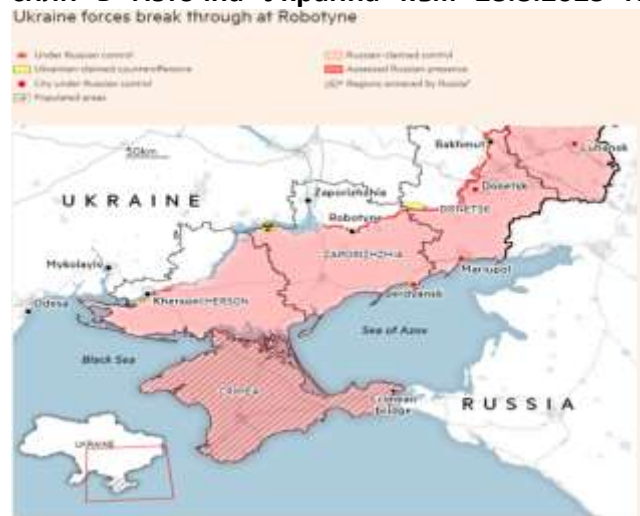 Ukraine forces break through at Robotyne
Under Russian control
Russian-claimed control
Ukrainian-claimed counteroffensive
Assessed Russian presence
City under Russian control
Regions annexed by Russia*
Populated areas
50km
Bakhmut
Luhansk
UKRAINE
Zaporizhzhia
Donetsk
DONETSK
Robotyne
ZAPORIZHZHIA
Mykolayiv
Mariupol
Berdyansk
Odesa
Kherson
KHERSON
Sea of Azov
Black Sea
CRIMEA
Crimean
bridge
RUSSIA
UKRAINE